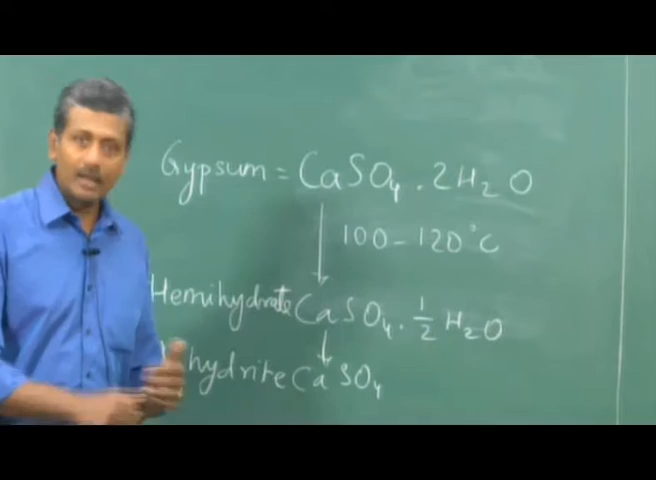 Gypsum = CaSO₄ . 2H₂O
100 - 120°C
Hemihydrate CaSO₄ . ½ H₂O
hydrite CaSO₄